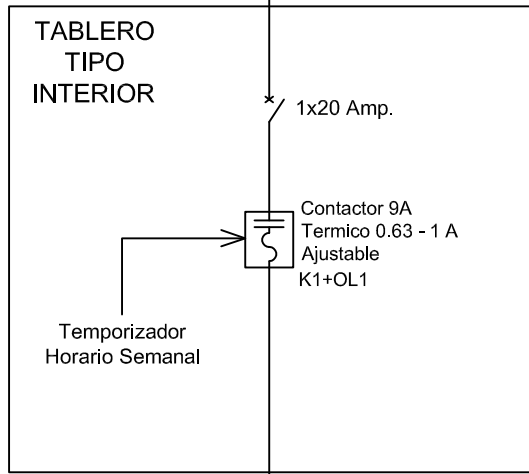 TABLERO
TIPO
INTERIOR
1x20 Amp.
Contactor 9A
Termico 0.63 - 1 A
Ajustable
K1+OL1
Temporizador
Horario Semanal